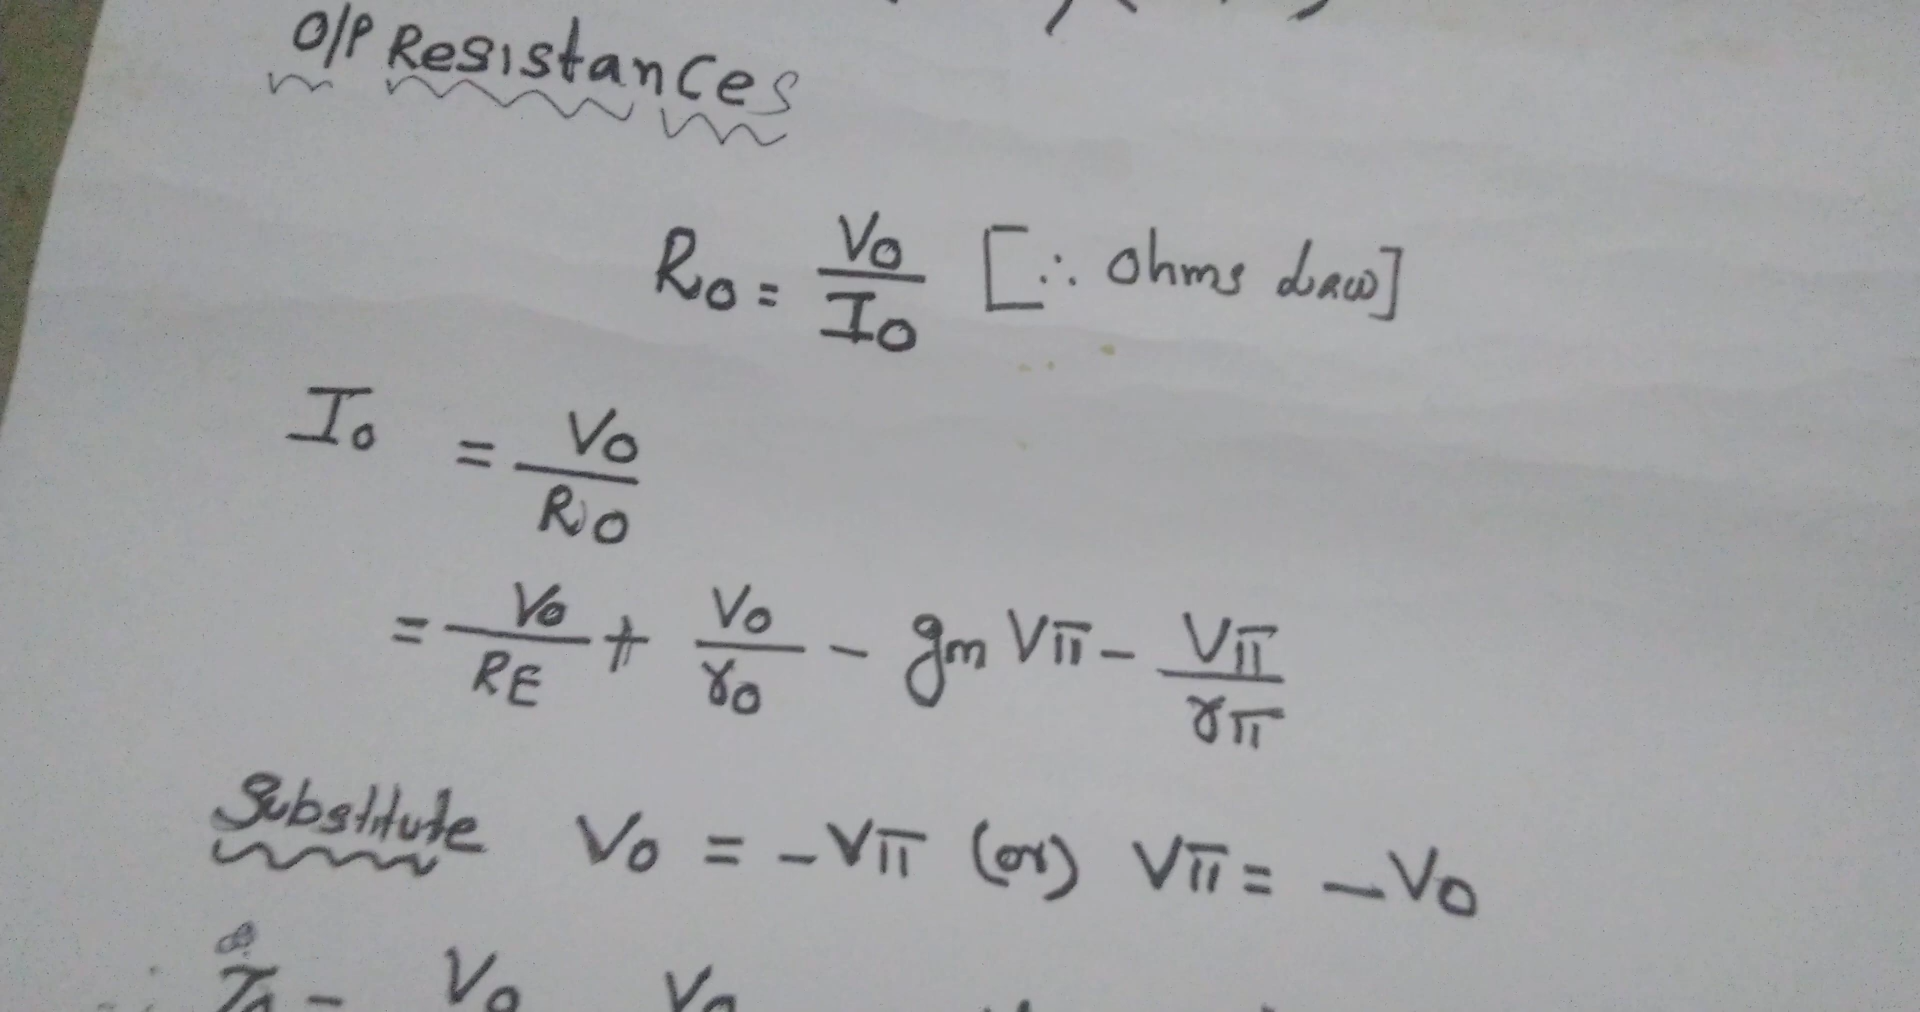 O/P Resistances
Ro = Vo/Io [∴ ohms Law]
Io = Vo/Ro
= Vo/RE + Vo/ro - gm Vπ - Vπ/rπ
Substitute Vo = -Vπ (or) Vπ = -Vo